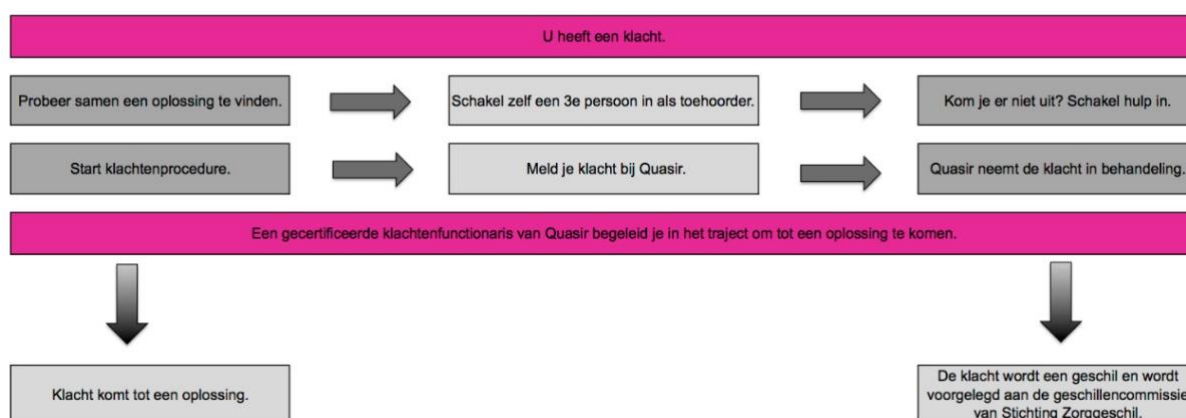 U heeft een klacht.
Probeer samen een oplossing te vinden.
Schakel zelf een 3e persoon in als toehoorder.
Kom je er niet uit? Schakel hulp in.
Start klachtenprocedure.
Meld je klacht bij Quasir.
Quasir neemt de klacht in behandeling.
Een gecertificeerde klachtenfunctionaris van Quasir begeleid je in het traject om tot een oplossing te komen.
Klacht komt tot een oplossing.
De klacht wordt een geschil en wordt
voorgelegd aan de geschillencommissie
van Stichting Zorggeschil.